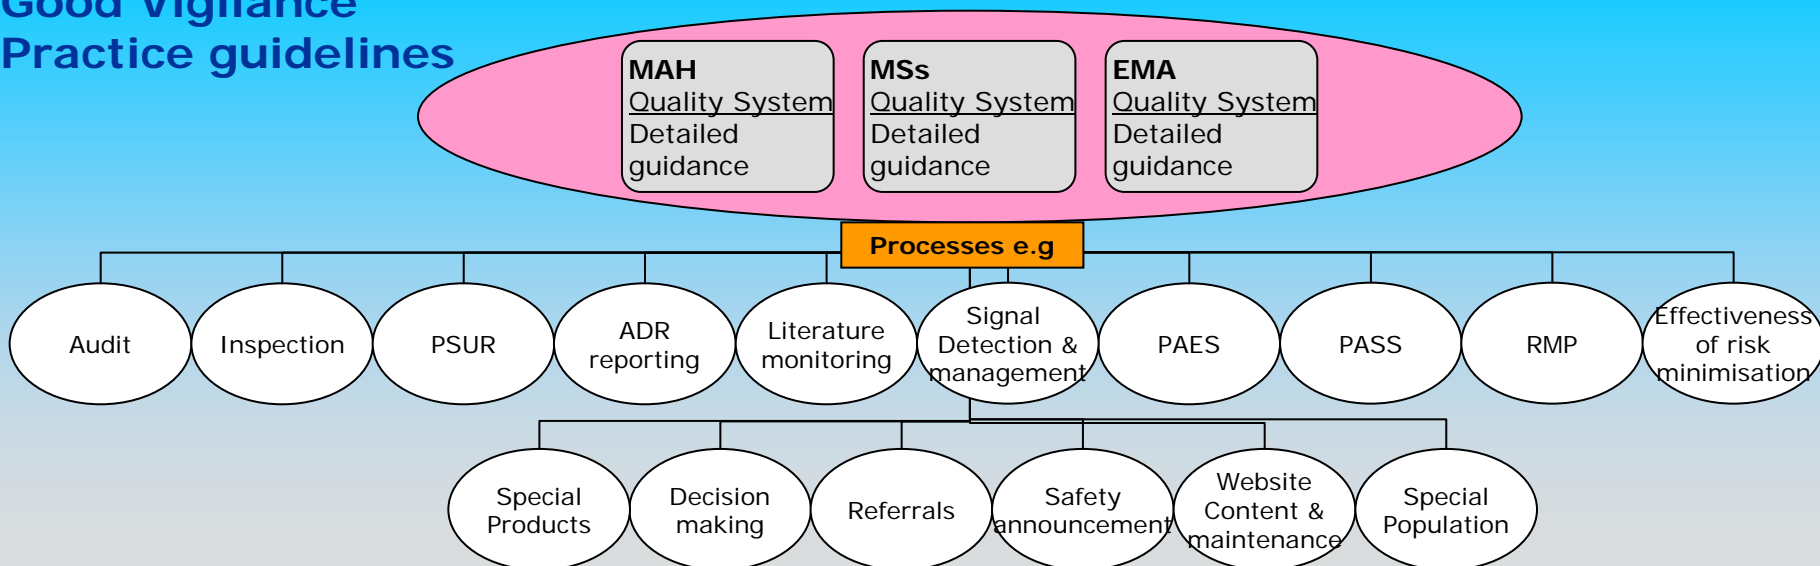 Good Vigilance
Practice guidelines
MAH
Quality System
Detailed
guidance
MSs
Quality System
Detailed
guidance
EMA
Quality System
Detailed
guidance
Processes e.g
Audit
Inspection
PSUR
ADR
reporting
Literature
monitoring
Signal
Detection &
management
PAES
PASS
RMP
Effectiveness
of risk
minimisation
Special
Products
Decision
making
Referrals
Safety
announcement
Website
Content &
maintenance
Special
Population